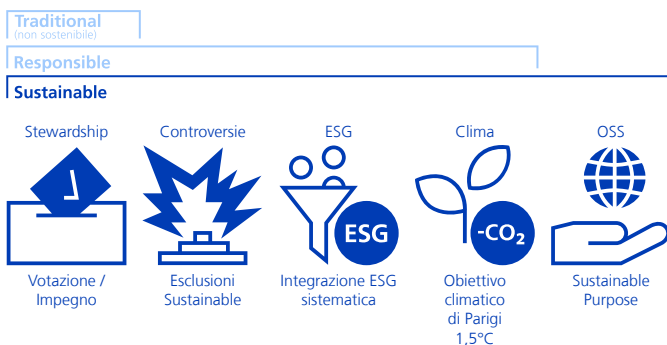 Traditional
(non sostenibile)
Responsible
Sustainable
Stewardship
Controversie
ESG
Clima
OSS
ESG
-CO₂
Votazione /
Impegno
Esclusioni
Sustainable
Integrazione ESG
sistematica
Obiettivo
climatico
di Parigi
1,5°C
Sustainable
Purpose